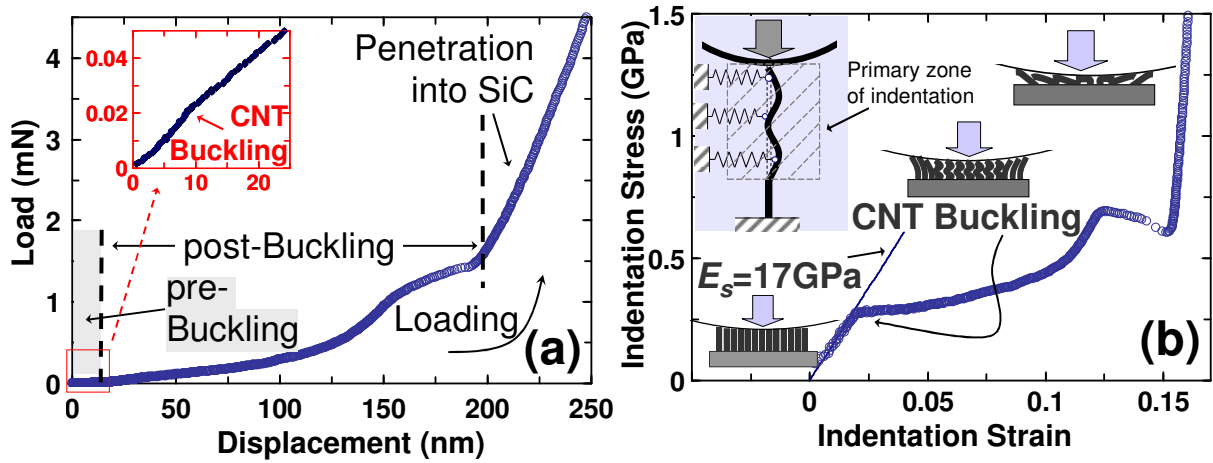 4
3
2
1
0
Load (mN)
0.04
0.02
0
0
10
20
CNT
Buckling
Penetration
into SiC
post-Buckling
pre-
Buckling
Loading
(a)
0 50 100 150 200 250
Displacement (nm)
1.5
1
0.5
0
Indentation Stress (GPa)
Primary zone
of indentation
CNT Buckling
Es=17GPa
(b)
0 0.05 0.1 0.15
Indentation Strain